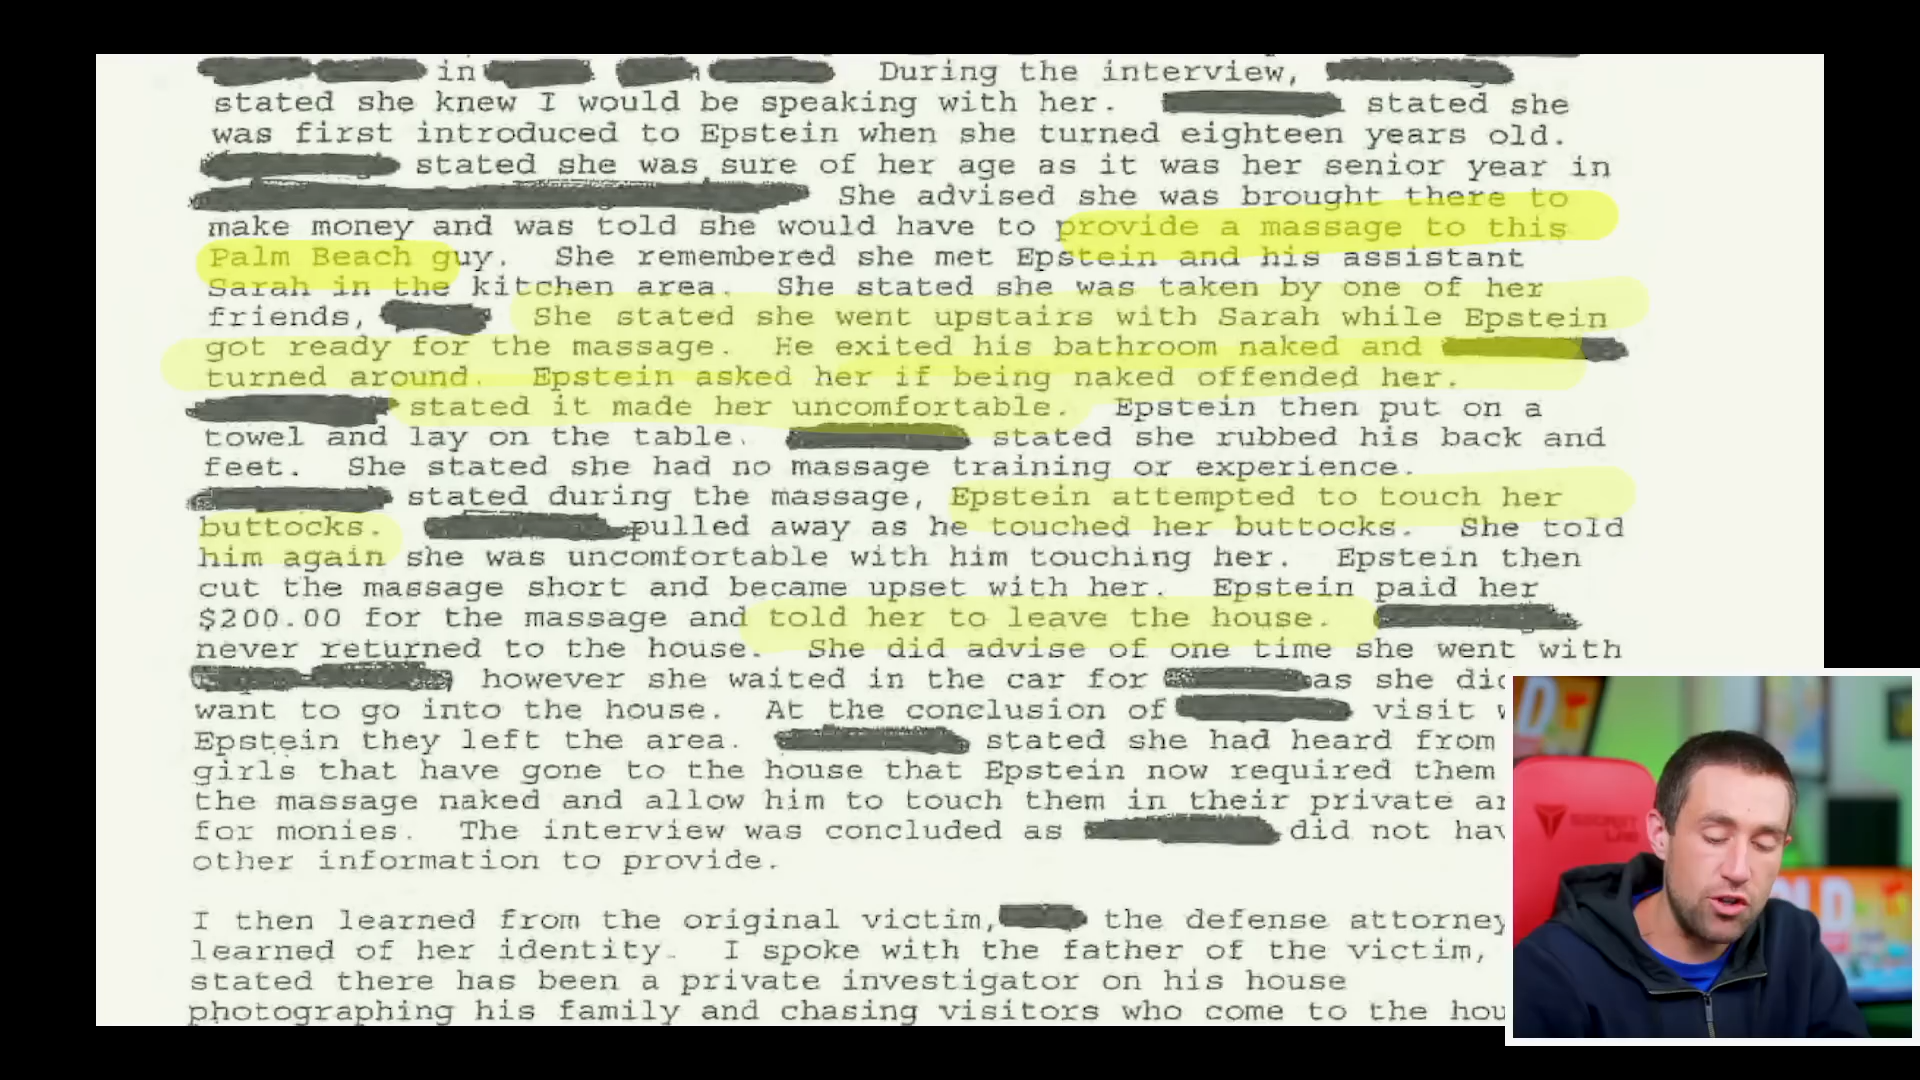 in During the interview,
stated she knew I would be speaking with her. stated she
was first introduced to Epstein when she turned eighteen years old.
stated she was sure of her age as it was her senior year in
She advised she was brought there to
make money and was told she would have to provide a massage to this
Palm Beach guy. She remembered she met Epstein and his assistant
Sarah in the kitchen area. She stated she was taken by one of her
friends, She stated she went upstairs with Sarah while Epstein
got ready for the massage. He exited his bathroom naked and
turned around. Epstein asked her if being naked offended her.
stated it made her uncomfortable. Epstein then put on a
towel and lay on the table. stated she rubbed his back and
feet. She stated she had no massage training or experience.
stated during the massage, Epstein attempted to touch her
buttocks. pulled away as he touched her buttocks. She told
him again she was uncomfortable with him touching her. Epstein then
cut the massage short and became upset with her. Epstein paid her
$200.00 for the massage and told her to leave the house.
never returned to the house. She did advise of one time she went with
however she waited in the car for as she did
want to go into the house. At the conclusion of visit
Epstein they left the area. stated she had heard from
girls that have gone to the house that Epstein now required them
the massage naked and allow him to touch them in their private
for monies. The interview was concluded as did not
other information to provide.
I then learned from the original victim, the defense attorney
learned of her identity. I spoke with the father of the victim,
stated there has been a private investigator on his house
photographing his family and chasing visitors who come to the